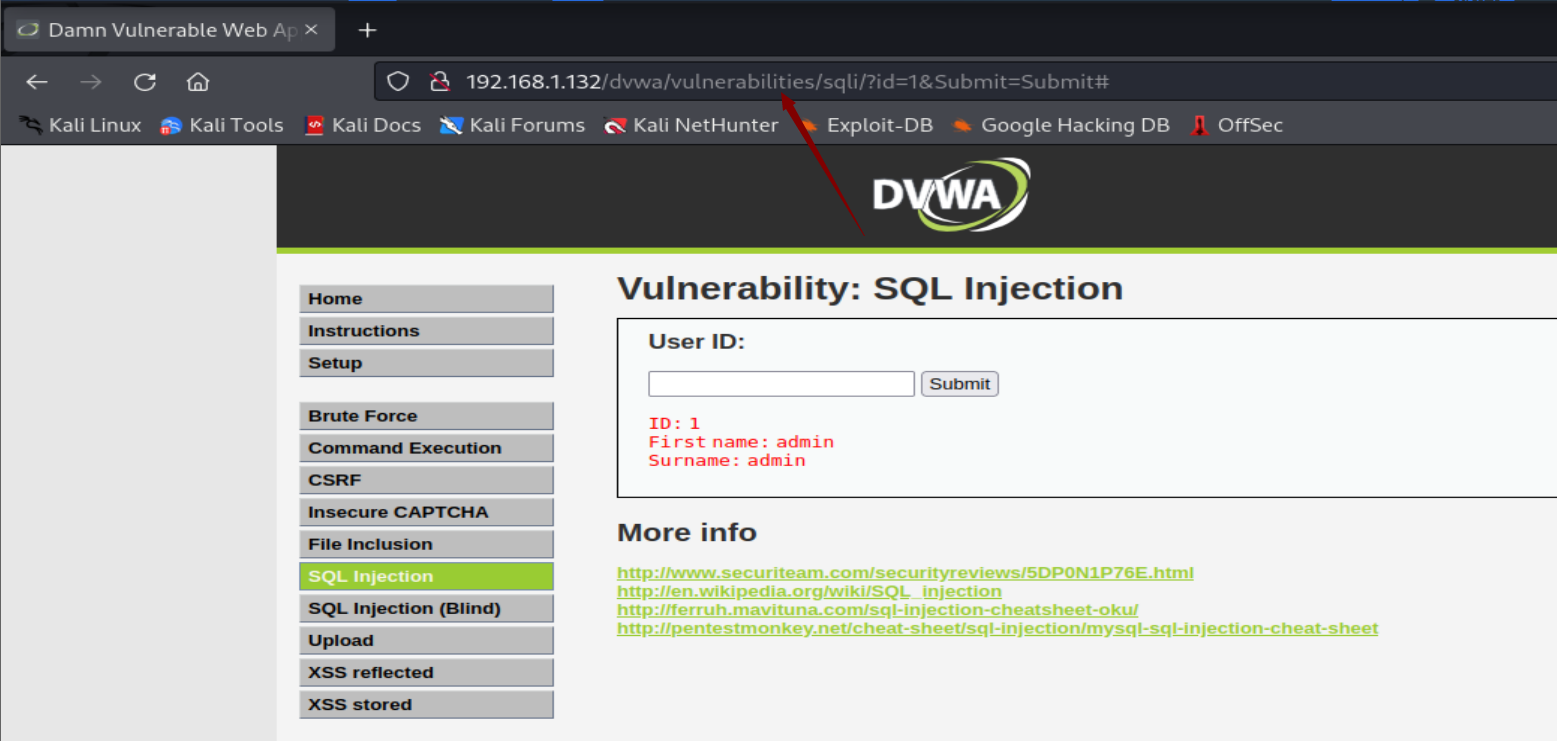 Damn Vulnerable Web Ap
192.168.1.132/dvwa/vulnerabilities/sqli/?id=1&Submit=Submit#
Kali Linux Kali Tools Kali Docs Kali Forums Kali NetHunter Exploit-DB Google Hacking DB OffSec
DVWA
Home
Instructions
Setup
Brute Force
Command Execution
CSRF
Insecure CAPTCHA
File Inclusion
SQL Injection
SQL Injection (Blind)
Upload
XSS reflected
XSS stored
Vulnerability: SQL Injection
User ID:
Submit
ID: 1
First name: admin
Surname: admin
More info
http://www.securiteam.com/securityreviews/5DP0N1P76E.html
http://en.wikipedia.org/wiki/SQL_injection
http://ferruh.mavituna.com/sql-injection-cheatsheet-oku/
http://pentestmonkey.net/cheat-sheet/sql-injection/mysql-sql-injection-cheat-sheet